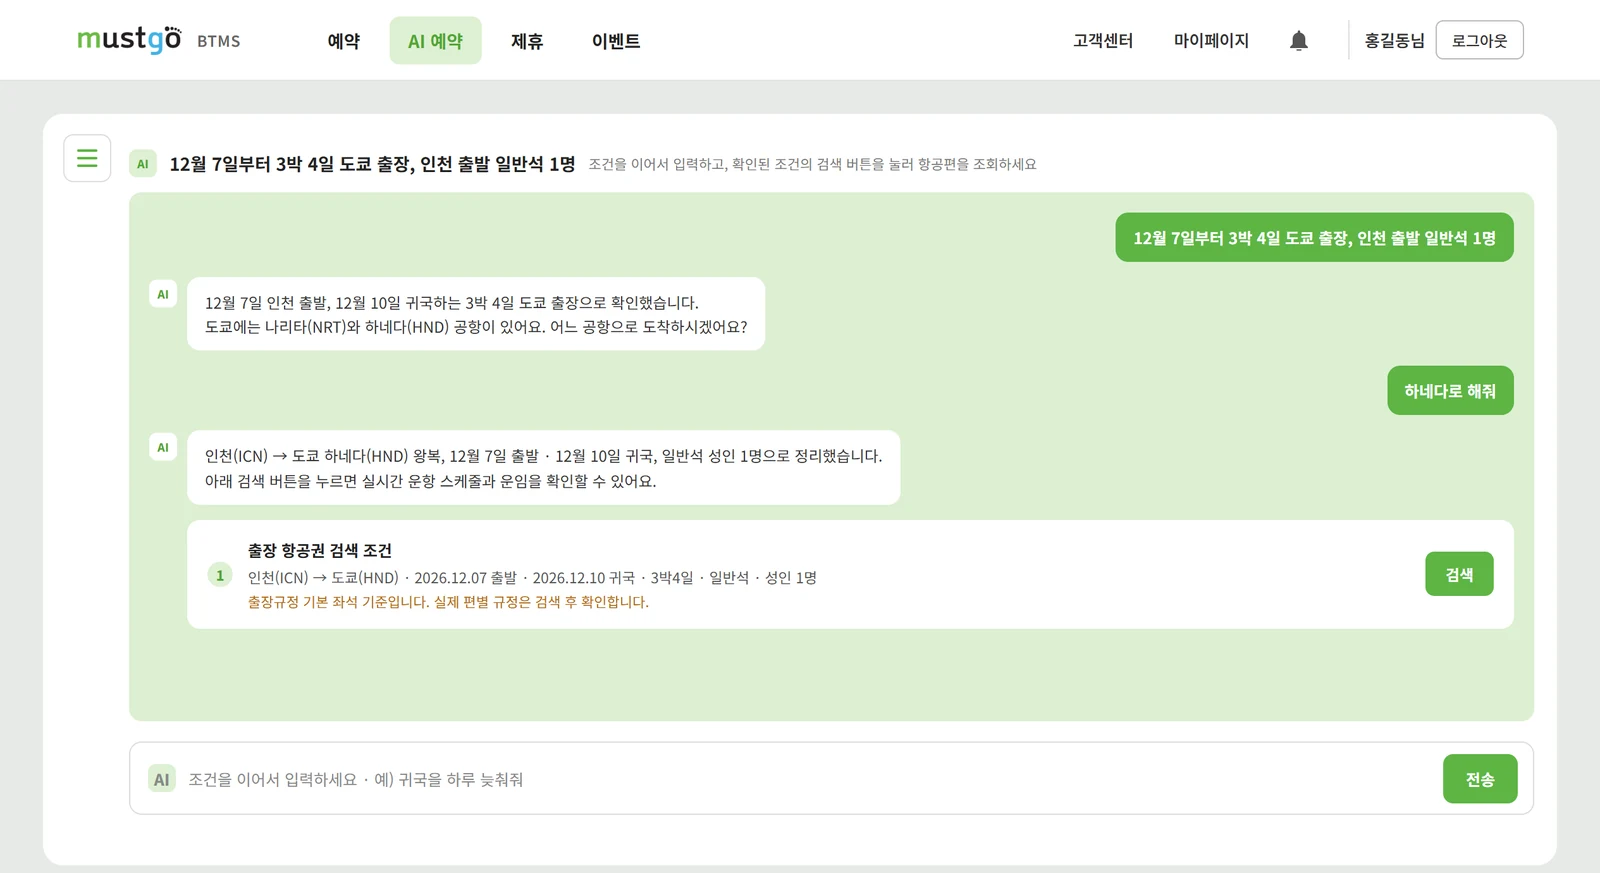 mustgo BTMS
예약
AI 예약
제휴
이벤트
고객센터
마이페이지
홍길동님
로그아웃
AI 12월 7일부터 3박 4일 도쿄 출장, 인천 출발 일반석 1명 조건을 이어서 입력하고, 확인된 조건의 검색 버튼을 눌러 항공편을 조회하세요
12월 7일부터 3박 4일 도쿄 출장, 인천 출발 일반석 1명
AI
12월 7일 인천 출발, 12월 10일 귀국하는 3박 4일 도쿄 출장으로 확인했습니다.
도쿄에는 나리타(NRT)와 하네다(HND) 공항이 있어요. 어느 공항으로 도착하시겠어요?
하네다로 해줘
AI
인천(ICN) → 도쿄 하네다(HND) 왕복, 12월 7일 출발 · 12월 10일 귀국, 일반석 성인 1명으로 정리했습니다.
아래 검색 버튼을 누르면 실시간 운항 스케줄과 운임을 확인할 수 있어요.
출장 항공권 검색 조건
1
인천(ICN) → 도쿄(HND) · 2026.12.07 출발 · 2026.12.10 귀국 · 3박4일 · 일반석 · 성인 1명
출장규정 기본 좌석 기준입니다. 실제 편별 규정은 검색 후 확인합니다.
검색
AI 조건을 이어서 입력하세요 · 예) 귀국을 하루 늦춰줘
전송